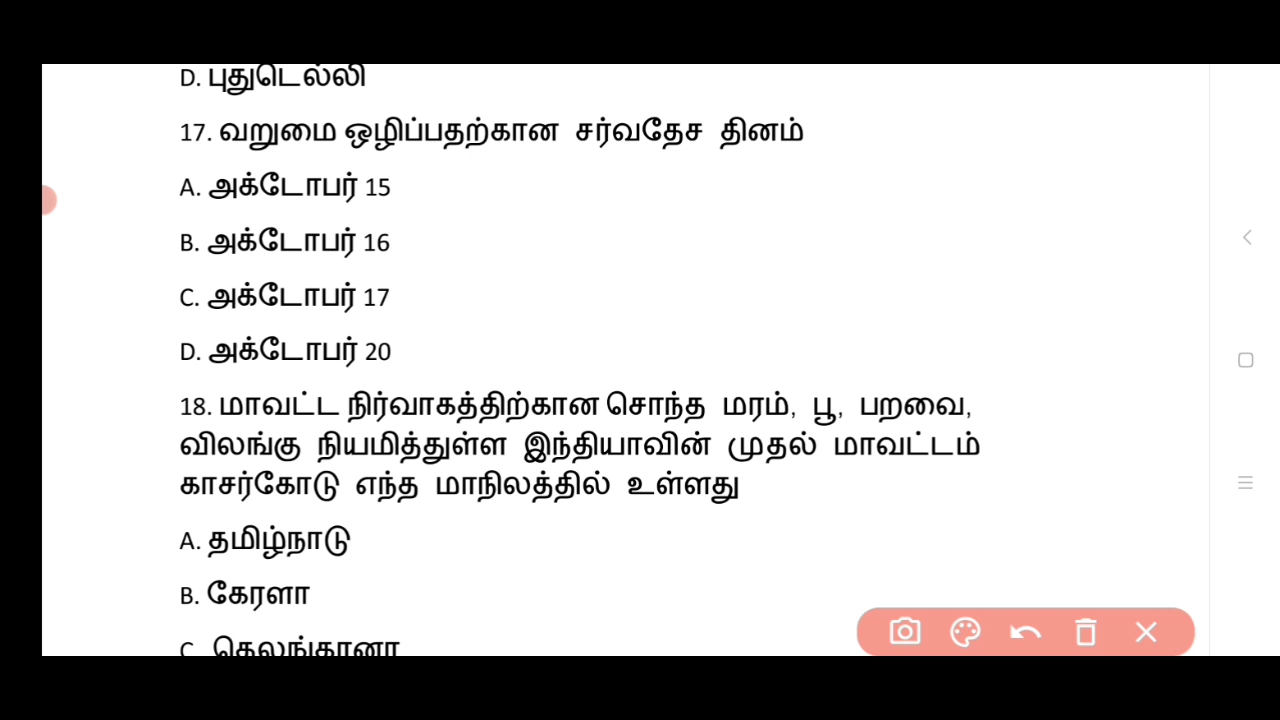 D. புதுடெல்லி
17. வறுமை ஒழிப்பதற்கான சர்வதேச தினம்
A. அக்டோபர் 15
B. அக்டோபர் 16
C. அக்டோபர் 17
D. அக்டோபர் 20
18. மாவட்ட நிர்வாகத்திற்கான சொந்த மரம், பூ, பறவை,
விலங்கு நியமித்துள்ள இந்தியாவின் முதல் மாவட்டம்
காசர்கோடு எந்த மாநிலத்தில் உள்ளது
A. தமிழ்நாடு
B. கேரளா
C. தெலங்கானா